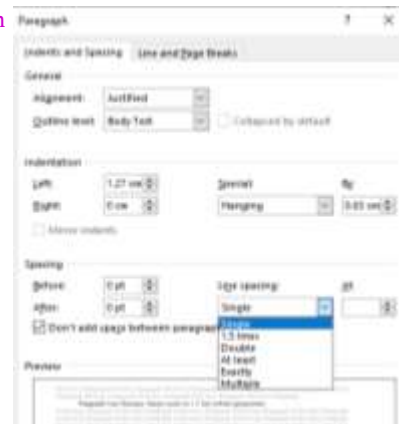 Paragraph ? ×
Indents and Spacing Line and Page Breaks
General
Alignment: Justified
Outline level: Body Text Collapsed by default
Indentation
Left: 1.27 cm Special: By:
Right: 0 cm Hanging 0.63 cm
Mirror indents
Spacing
Before: 0 pt Line spacing: At:
After: 0 pt Single
Don't add space between paragraph
Single
1.5 lines
Double
At least
Exactly
Multiple
Preview